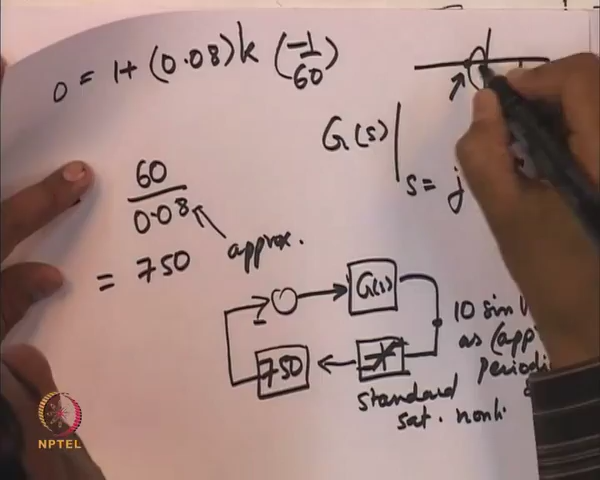 0 = 1 + (0.08) k (-1/60)
G(s) |
s = j
60
0.08
approx.
= 750
G(s)
10 sin
as (app
periodi
750
standard
sat. nonli
NPTEL